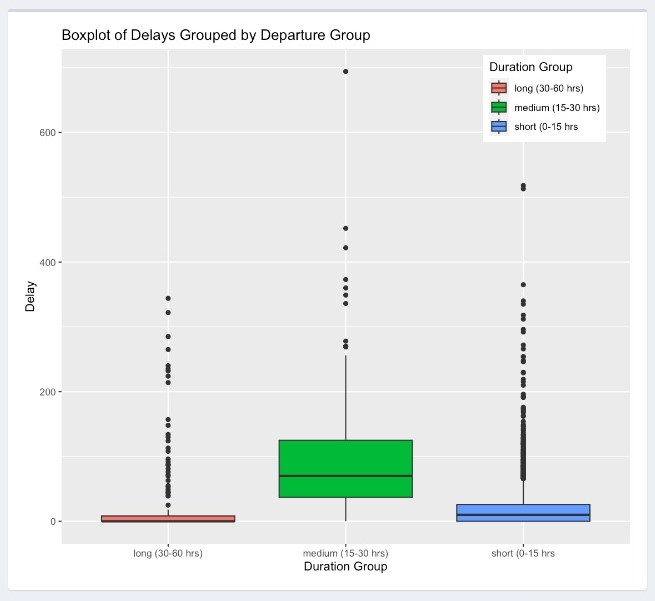 Boxplot of Delays Grouped by Departure Group
Duration Group
long (30-60 hrs)
medium (15-30 hrs)
short (0-15 hrs
600
400
200
0
Delay
long (30-60 hrs)
medium (15-30 hrs)
short (0-15 hrs
Duration Group